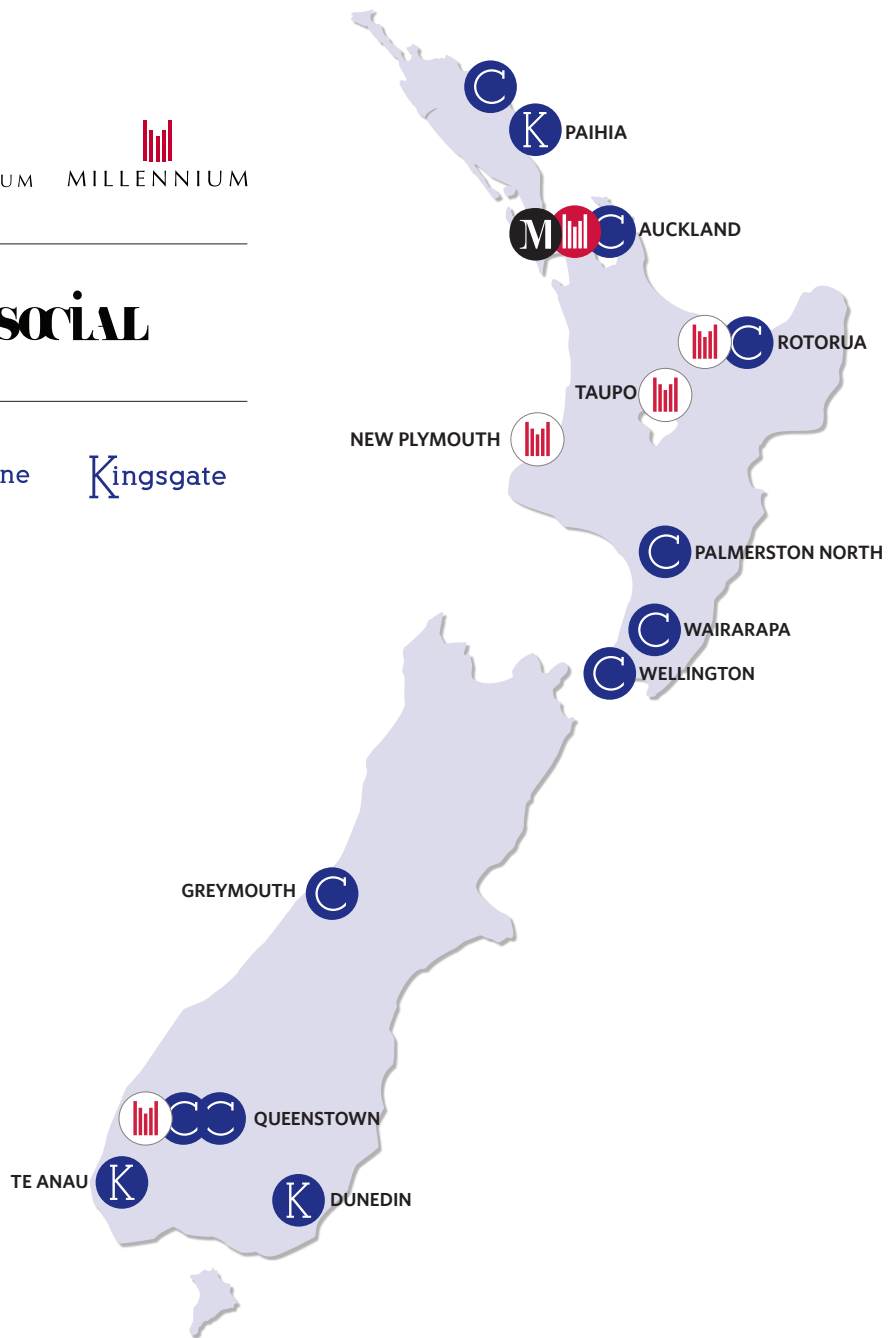 C
K PAIHIA
UM MILLENNIUM
M C AUCKLAND
SOCiAL
C ROTORUA
TAUPO
NEW PLYMOUTH
ne Kingsgate
C PALMERSTON NORTH
C WAIRARAPA
C WELLINGTON
GREYMOUTH C
C C QUEENSTOWN
TE ANAU K
K DUNEDIN